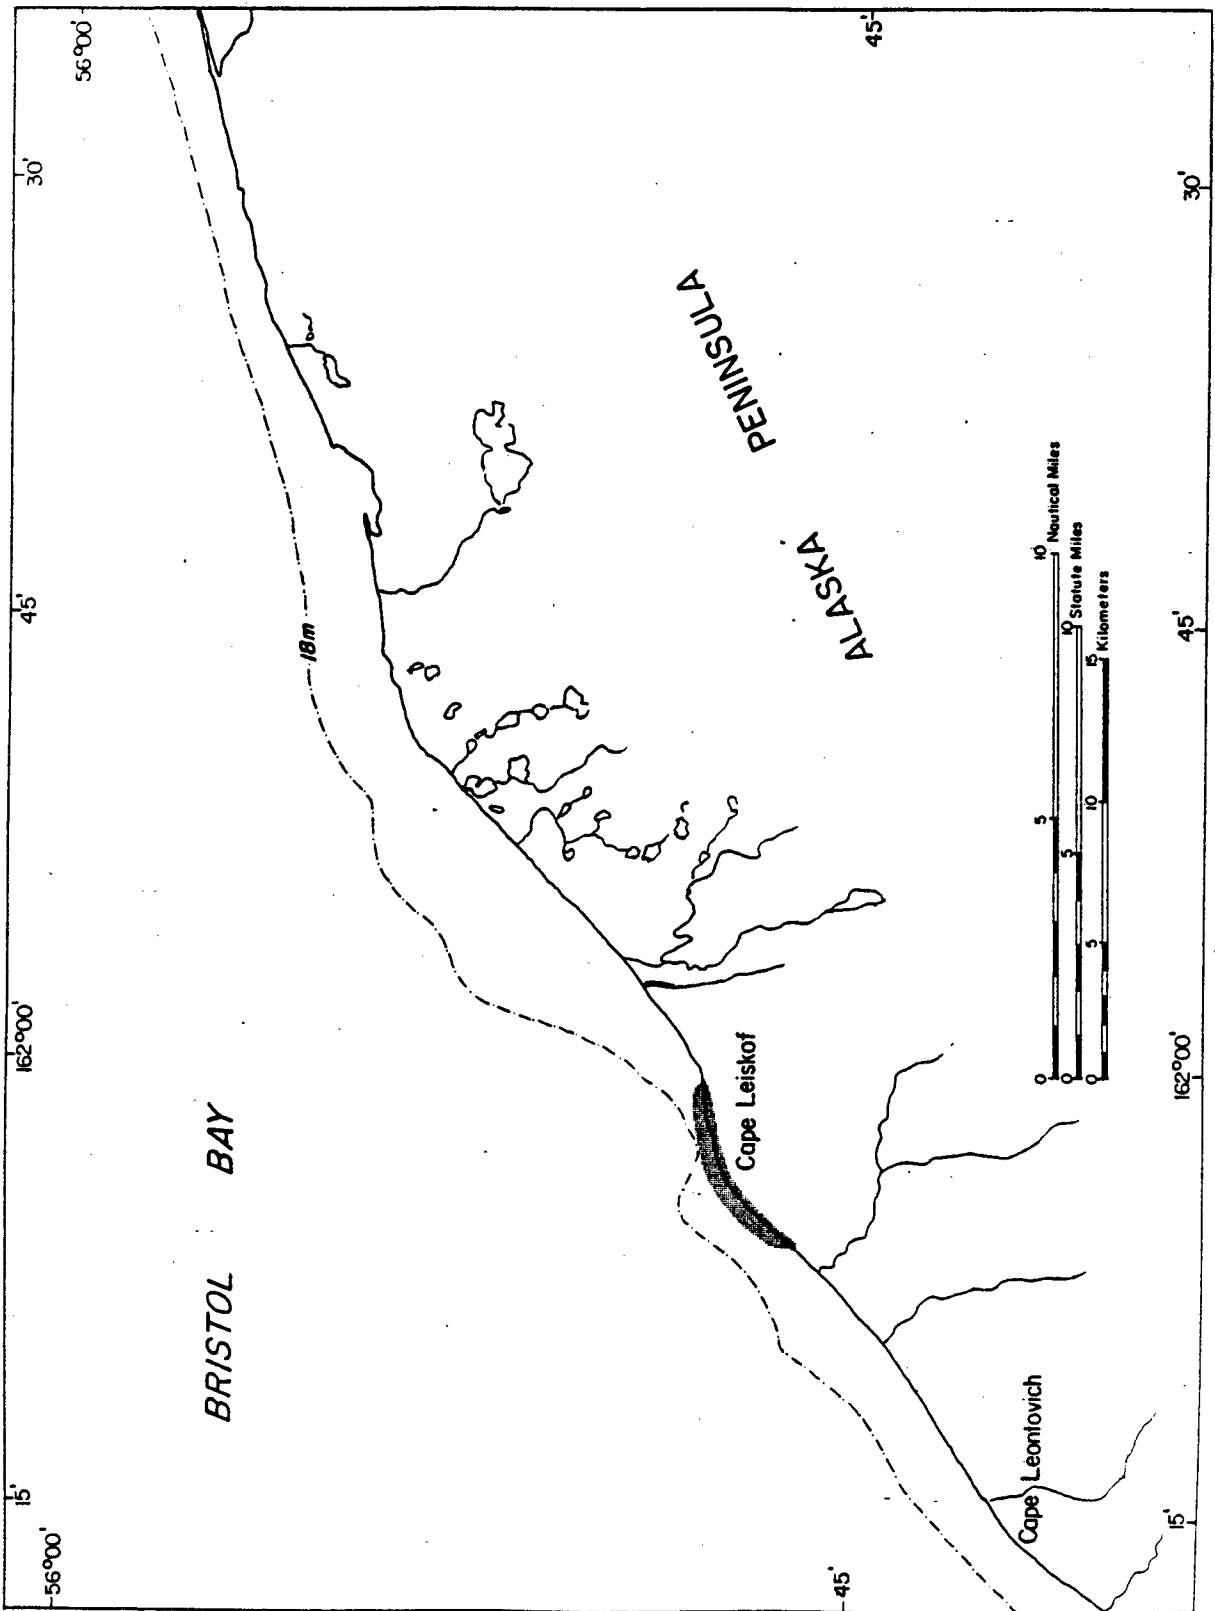 15'
162°00'
45'
30'
56°00'
56°00'
BRISTOL BAY
18m
45'
45'
ALASKA PENINSULA
Cape Leiskof
Cape Leontovich
0 5 10 Nautical Miles
0 5 10 Statute Miles
0 5 10 15 Kilometers
15'
162°00'
45'
30'